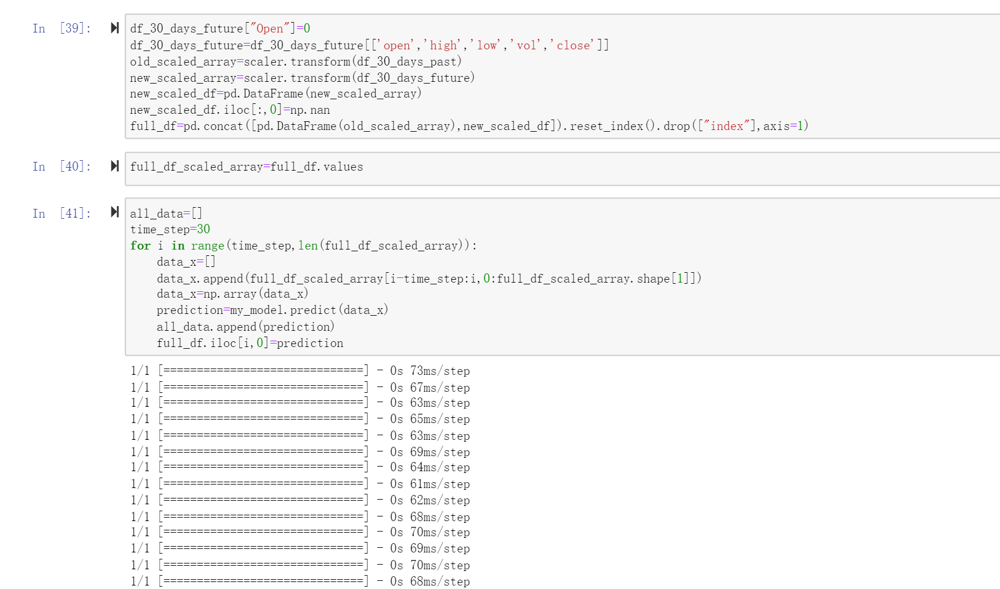 In [39]:
df_30_days_future["Open"]=0
df_30_days_future=df_30_days_future[['open','high','low','vol','close']]
old_scaled_array=scaler.transform(df_30_days_past)
new_scaled_array=scaler.transform(df_30_days_future)
new_scaled_df=pd.DataFrame(new_scaled_array)
new_scaled_df.iloc[:,0]=np.nan
full_df=pd.concat([pd.DataFrame(old_scaled_array),new_scaled_df]).reset_index().drop(["index"],axis=1)
In [40]:
full_df_scaled_array=full_df.values
In [41]:
all_data=[]
time_step=30
for i in range(time_step,len(full_df_scaled_array)):
    data_x=[]
    data_x.append(full_df_scaled_array[i-time_step:i,0:full_df_scaled_array.shape[1]])
    data_x=np.array(data_x)
    prediction=my_model.predict(data_x)
    all_data.append(prediction)
    full_df.iloc[i,0]=prediction
1/1 [==============================] - 0s 73ms/step
1/1 [==============================] - 0s 67ms/step
1/1 [==============================] - 0s 63ms/step
1/1 [==============================] - 0s 65ms/step
1/1 [==============================] - 0s 63ms/step
1/1 [==============================] - 0s 69ms/step
1/1 [==============================] - 0s 64ms/step
1/1 [==============================] - 0s 61ms/step
1/1 [==============================] - 0s 62ms/step
1/1 [==============================] - 0s 68ms/step
1/1 [==============================] - 0s 70ms/step
1/1 [==============================] - 0s 69ms/step
1/1 [==============================] - 0s 70ms/step
1/1 [==============================] - 0s 68ms/step